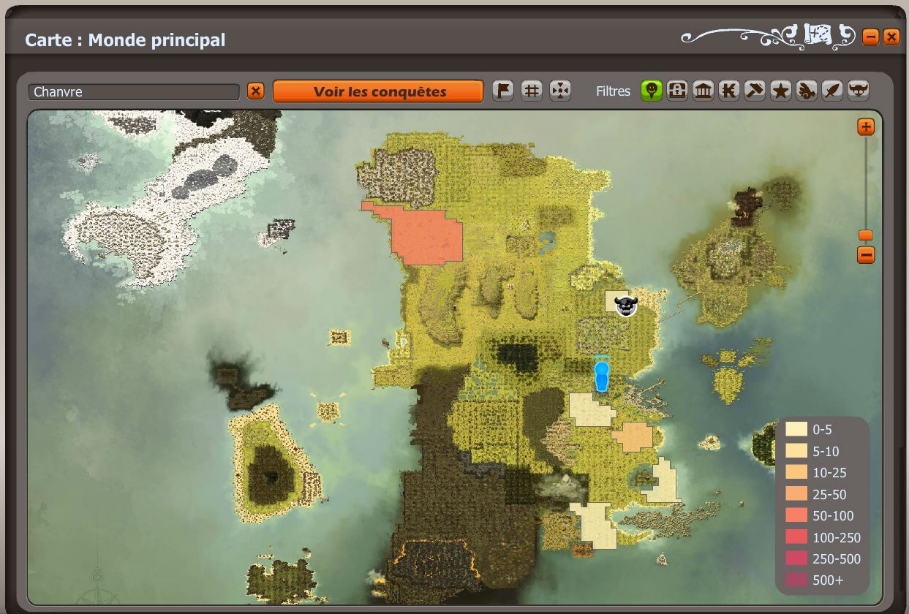 Carte : Monde principal
Chanvre
Voir les conquêtes
Filtres
0-5
5-10
10-25
25-50
50-100
100-250
250-500
500+